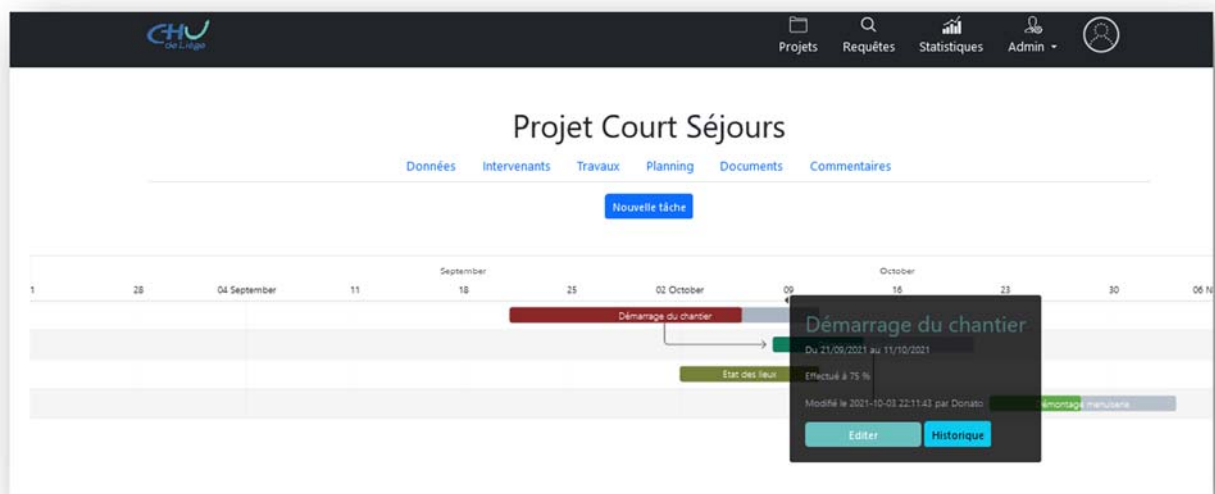 CHU
de Liège
Projets Requêtes Statistiques Admin
Projet Court Séjours
Données Intervenants Travaux Planning Documents Commentaires
Nouvelle tâche
September October
1 28 04 September 11 18 25 02 October 09 16 23 30 06 N
Démarrage du chantier
Etat des lieux
Démontage menuiserie
Démarrage du chantier
Du 21/09/2021 au 11/10/2021
Effectué à 75 %
Modifié le 2021-10-03 22:11:43 par Donato
Editer Historique